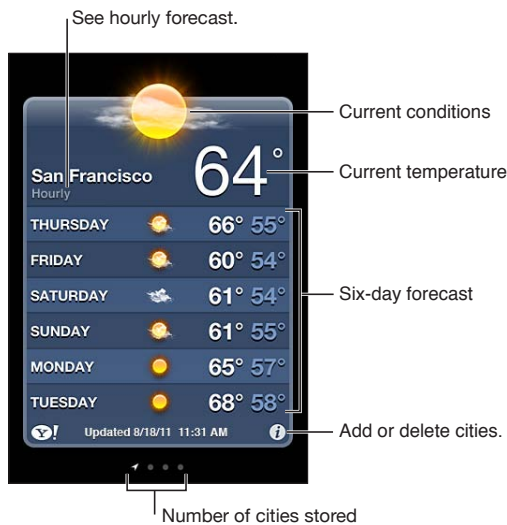 See hourly forecast.
Current conditions
64°
Current temperature
San Francisco
Hourly
THURSDAY 66° 55°
FRIDAY 60° 54°
SATURDAY 61° 54°
Six-day forecast
SUNDAY 61° 55°
MONDAY 65° 57°
TUESDAY 68° 58°
Y! Updated 8/18/11 11:31 AM i
Add or delete cities.
Number of cities stored